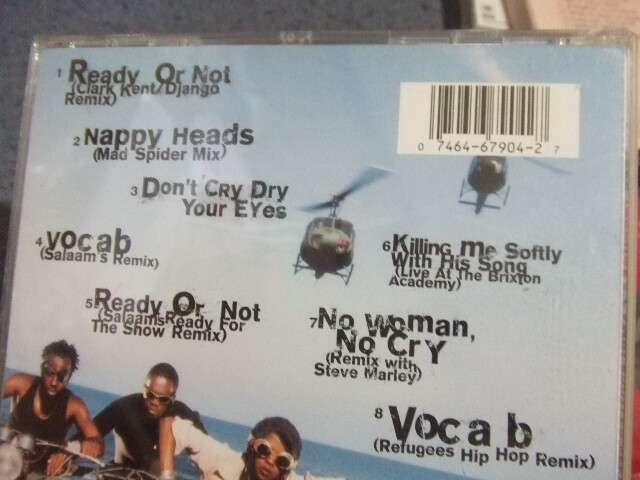 1 Ready Or Not
(Clark Kent/Django
Remix)
2 Nappy Heads
(Mad Spider Mix)
3 Don't Cry Dry
Your Eyes
4 Vocab
(Salaam's Remix)
5 Ready Or Not
(Salaam's Ready For
The Show Remix)
0 7464-67904-2 7
6 Killing me Softly
With His Song
(Live At The Brixton
Academy)
7 No Woman,
No Cry
(Remix with
Steve Marley)
8 Vocab
(Refugees Hip Hop Remix)